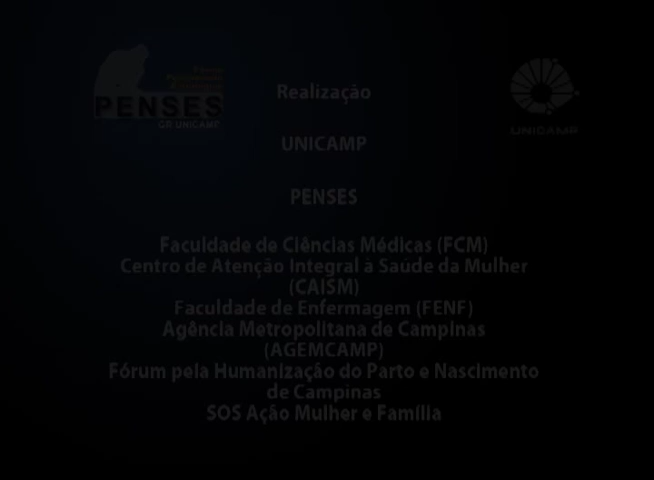 PENSES
GR UNICAMP
UNICAMP
Realização
UNICAMP
PENSES
Faculdade de Ciências Médicas (FCM)
Centro de Atenção Integral à Saúde da Mulher
(CAISM)
Faculdade de Enfermagem (FENF)
Agência Metropolitana de Campinas
(AGEMCAMP)
Fórum pela Humanização do Parto e Nascimento
de Campinas
SOS Ação Mulher e Família